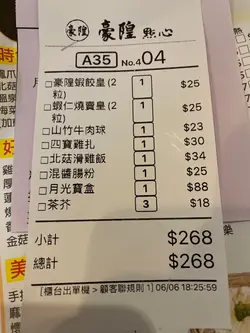 豪隍 點心
A35 No.404
豪隍蝦餃皇(2粒) 1 $25
蝦仁燒賣皇(2粒) 1 $25
山竹牛肉球 1 $23
四寶雞扎 1 $30
北菇滑雞飯 1 $34
混醬腸粉 1 $25
月光寶盒 1 $88
茶芥 3 $18
小計 $268
總計 $268
[櫃台出單機 > 顧客聯規則 1] 06/06 18:25:59